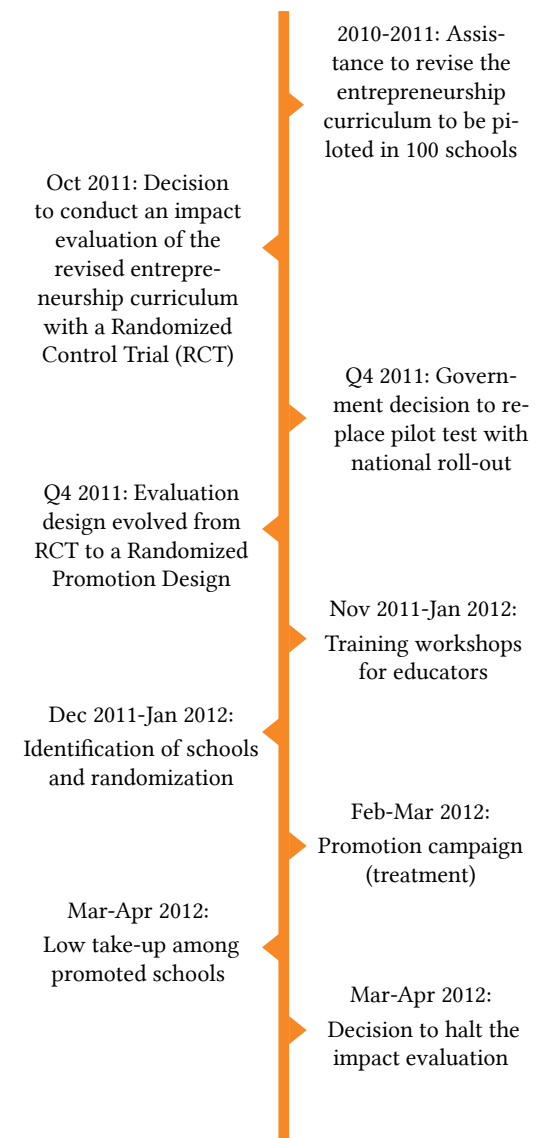 2010-2011: Assis-
tance to revise the
entrepreneurship
curriculum to be pi-
loted in 100 schools
Oct 2011: Decision
to conduct an impact
evaluation of the
revised entrepre-
neurship curriculum
with a Randomized
Control Trial (RCT)
Q4 2011: Govern-
ment decision to re-
place pilot test with
national roll-out
Q4 2011: Evaluation
design evolved from
RCT to a Randomized
Promotion Design
Nov 2011-Jan 2012:
Training workshops
for educators
Dec 2011-Jan 2012:
Identification of schools
and randomization
Feb-Mar 2012:
Promotion campaign
(treatment)
Mar-Apr 2012:
Low take-up among
promoted schools
Mar-Apr 2012:
Decision to halt the
impact evaluation